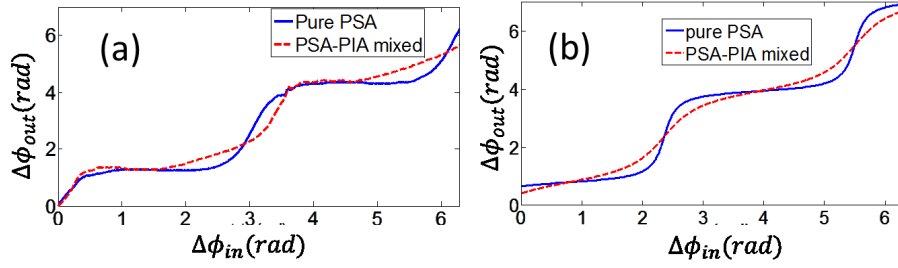 (a)
Pure PSA
PSA-PIA mixed
6
4
2
0
0 1 2 3 4 5 6
Δϕout(rad)
Δϕin(rad)
(b)
pure PSA
PSA-PIA mixed
6
4
2
0
0 1 2 3 4 5 6
Δϕout(rad)
Δϕin(rad)